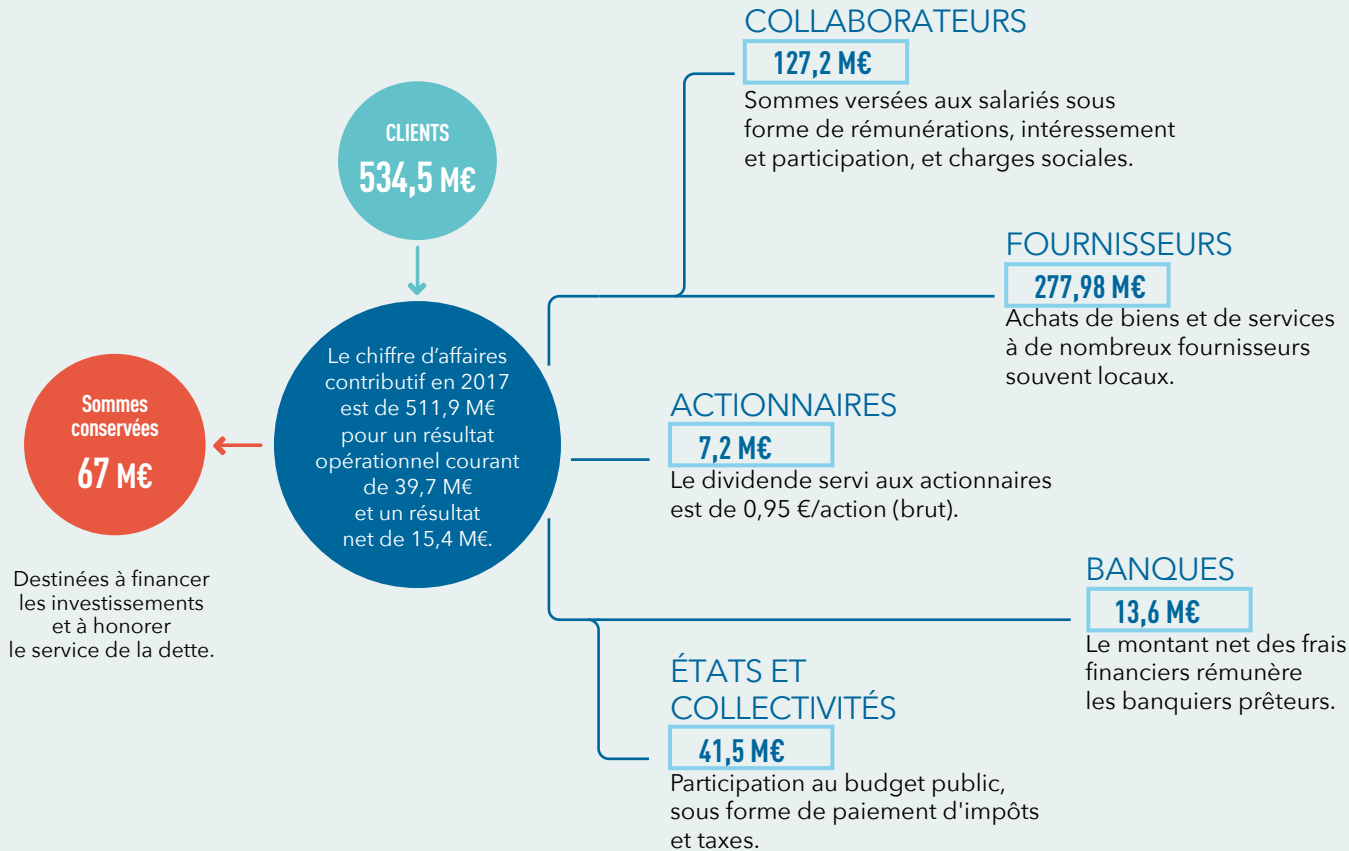 COLLABORATEURS
127,2 M€
Sommes versées aux salariés sous
forme de rémunérations, intéressement
et participation, et charges sociales.
CLIENTS
534,5 M€
FOURNISSEURS
277,98 M€
Achats de biens et de services
à de nombreux fournisseurs
souvent locaux.
Le chiffre d'affaires
contributif en 2017
est de 511,9 M€
pour un résultat
opérationnel courant
de 39,7 M€
et un résultat
net de 15,4 M€.
Sommes
conservées
67 M€
Destinées à financer
les investissements
et à honorer
le service de la dette.
ACTIONNAIRES
7,2 M€
Le dividende servi aux actionnaires
est de 0,95 €/action (brut).
BANQUES
13,6 M€
Le montant net des frais
financiers rémunère
les banquiers prêteurs.
ÉTATS ET
COLLECTIVITÉS
41,5 M€
Participation au budget public,
sous forme de paiement d'impôts
et taxes.